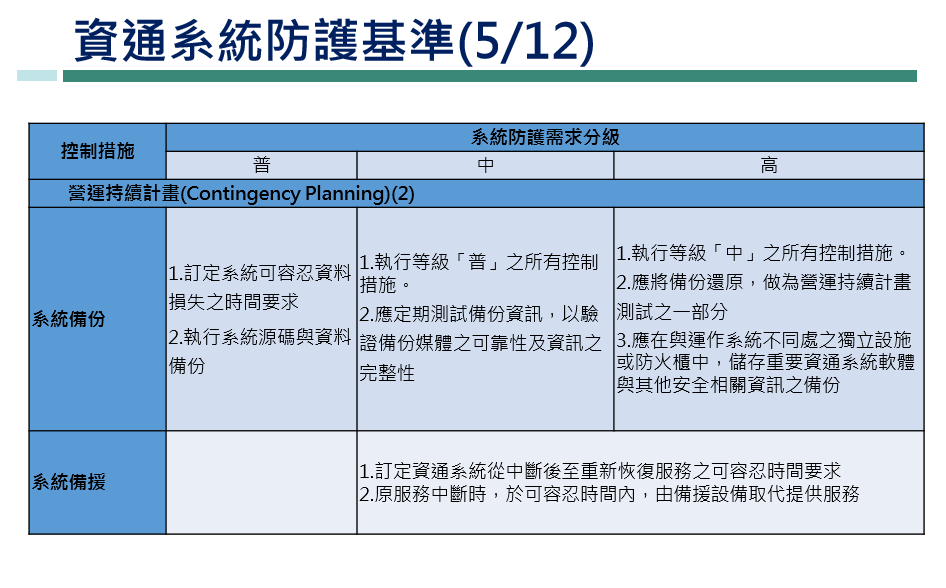 資通系統防護基準(5/12)
控制措施
系統防護需求分級
普
中
高
營運持續計畫(Contingency Planning)(2)
系統備份
1.訂定系統可容忍資料
損失之時間要求
2.執行系統源碼與資料
備份
1.執行等級「普」之所有控制
措施。
2.應定期測試備份資訊，以驗
證備份媒體之可靠性及資訊之
完整性
1.執行等級「中」之所有控制措施。
2.應將備份還原，做為營運持續計畫
測試之一部分
3.應在與運作系統不同處之獨立設施
或防火櫃中，儲存重要資通系統軟體
與其他安全相關資訊之備份
系統備援
1.訂定資通系統從中斷後至重新恢復服務之可容忍時間要求
2.原服務中斷時，於可容忍時間內，由備援設備取代提供服務